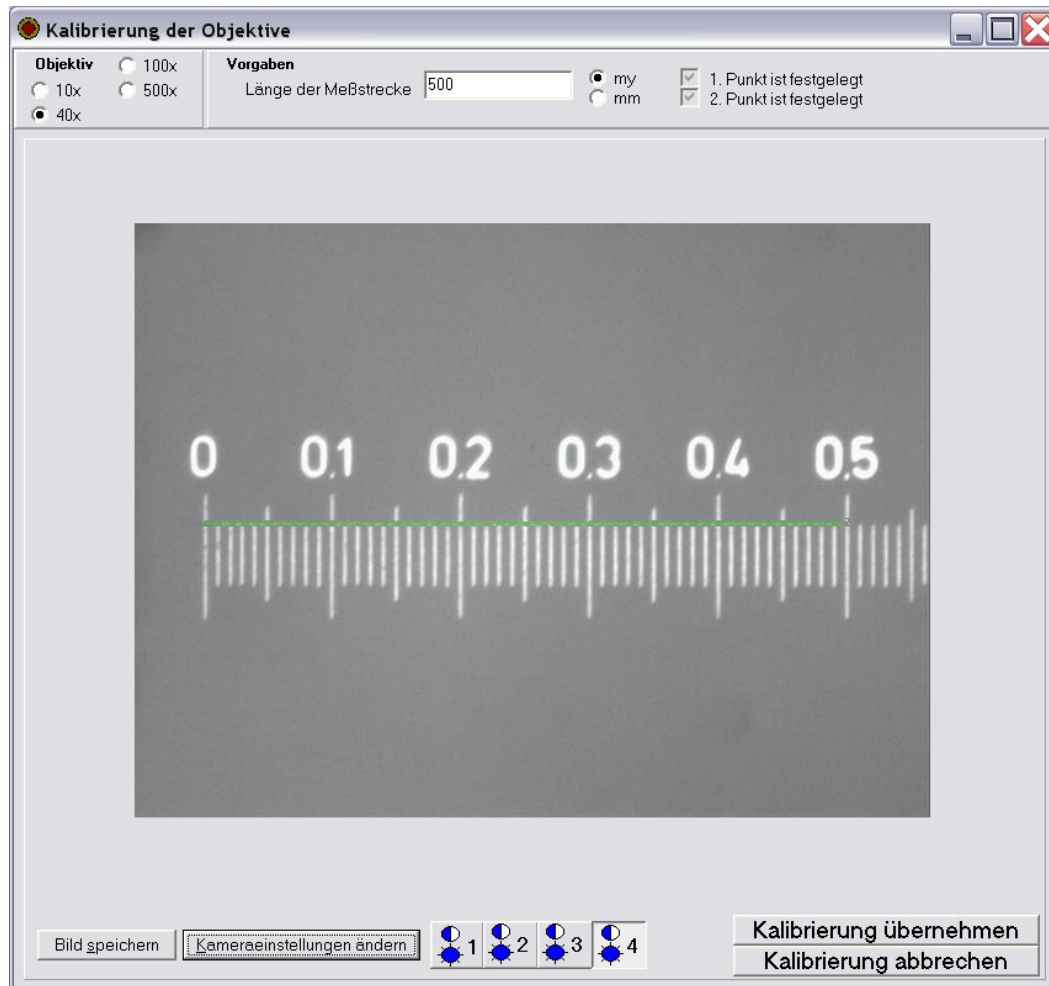 Kalibrierung der Objektive
Objektiv
10x
40x
100x
500x
Vorgaben
Länge der Meßstrecke 500
my
mm
1. Punkt ist festgelegt
2. Punkt ist festgelegt
0 0.1 0.2 0.3 0.4 0.5
Bild speichern
Kameraeinstellungen ändern
1 2 3 4
Kalibrierung übernehmen
Kalibrierung abbrechen